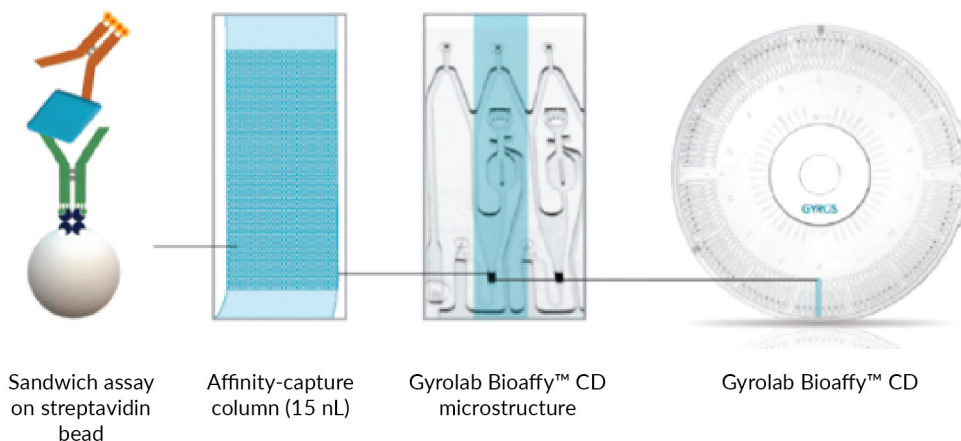 GYROS
Sandwich assay
on streptavidin
bead
Affinity-capture
column (15 nL)
Gyrolab Bioaffy™ CD
microstructure
Gyrolab Bioaffy™ CD